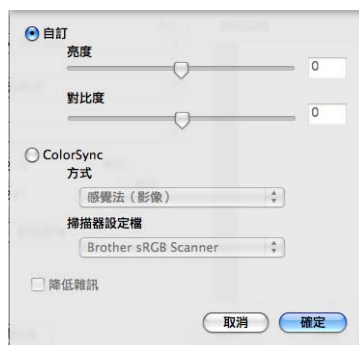 自訂
亮度
0
對比度
0
ColorSync
方式
感覺法（影像）
掃描器設定檔
Brother sRGB Scanner
降低雜訊
取消
確定